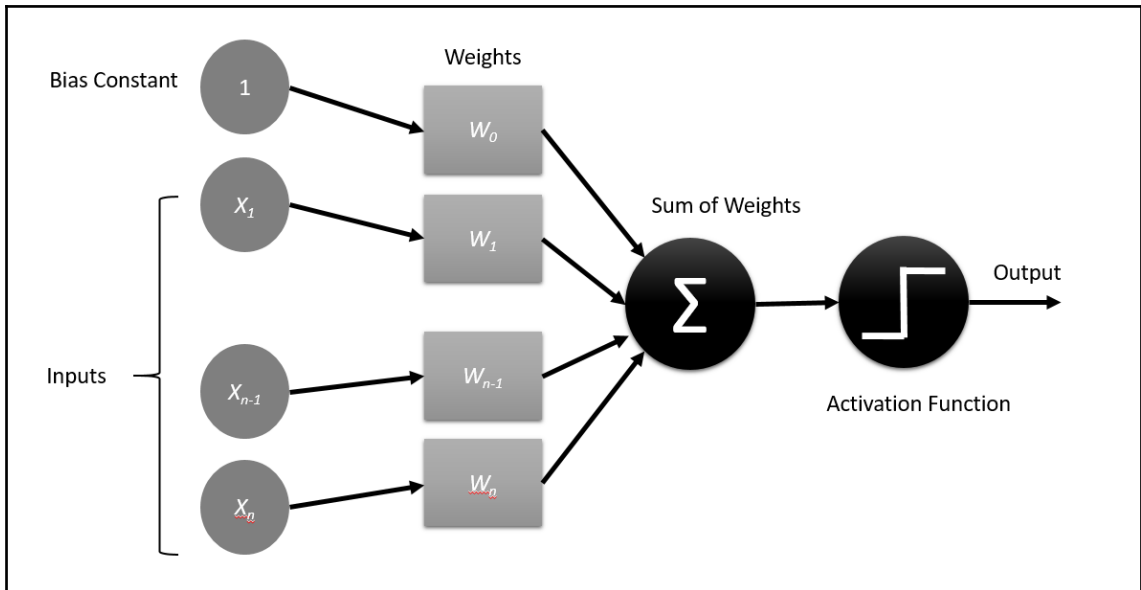 Weights
Bias Constant
1
W0
X1
W1
Sum of Weights
Σ
Output
Inputs
Xn-1
Wn-1
Activation Function
Xn
Wn